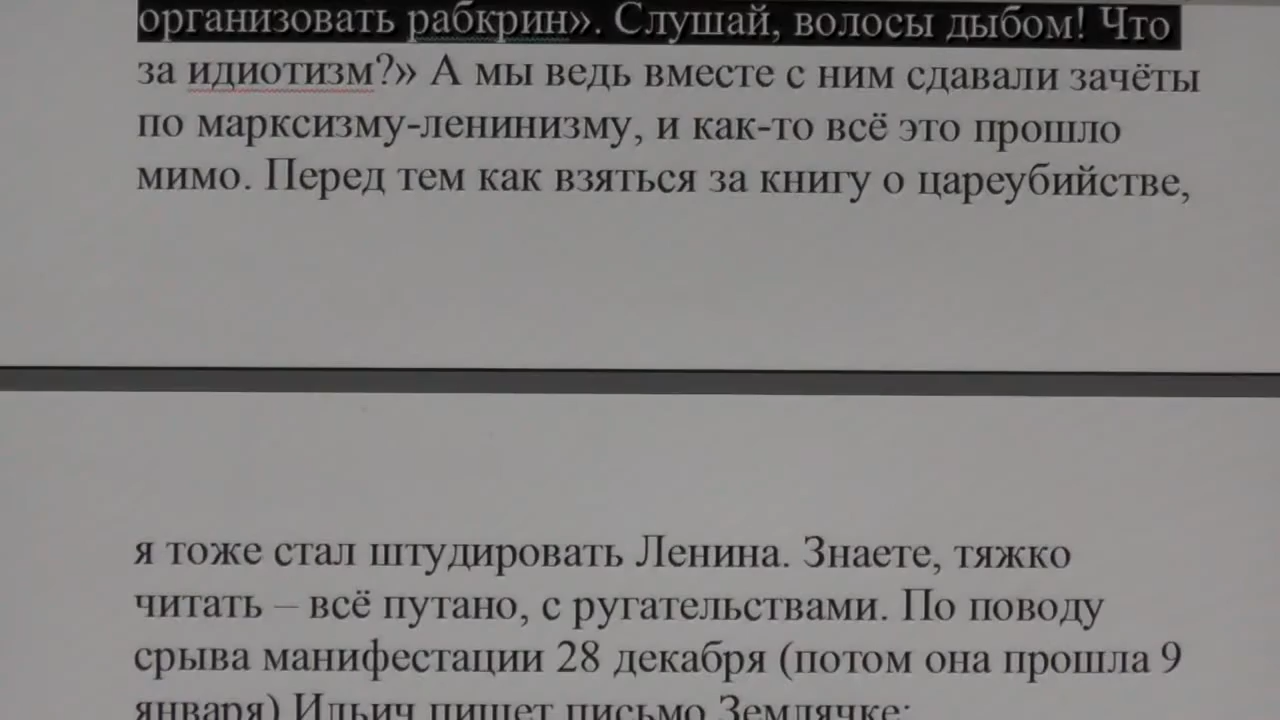 организовать рабкрин». Слушай, волосы дыбом! Что
за идиотизм?» А мы ведь вместе с ним сдавали зачёты
по марксизму-ленинизму, и как-то всё это прошло
мимо. Перед тем как взяться за книгу о цареубийстве,
я тоже стал штудировать Ленина. Знаете, тяжко
читать – всё путано, с ругательствами. По поводу
срыва манифестации 28 декабря (потом она прошла 9
января) Ильич пишет письмо Землячке: